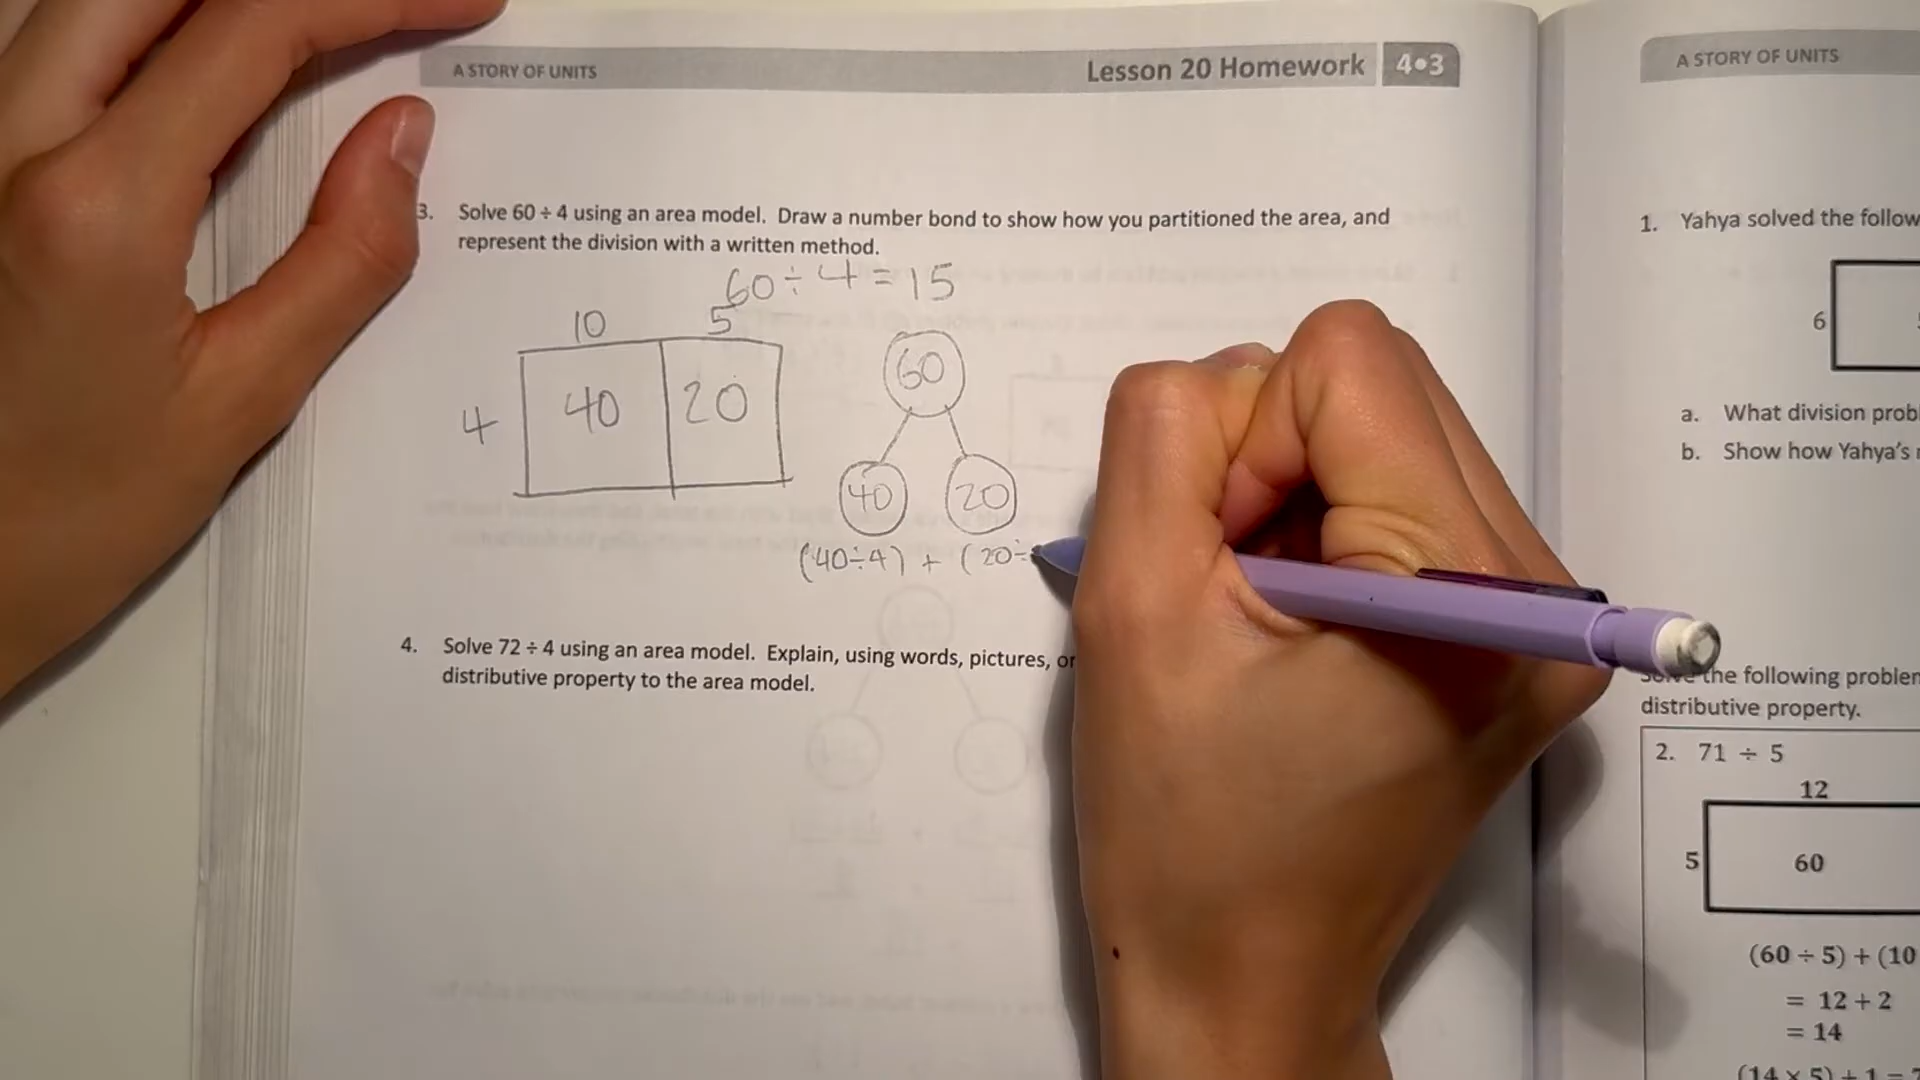 A STORY OF UNITS
Lesson 20 Homework 4•3
3. Solve 60 ÷ 4 using an area model. Draw a number bond to show how you partitioned the area, and
represent the division with a written method.
60 ÷ 4 = 15
10 5
4 40 20
60
40 20
(40÷4) + (20÷
4. Solve 72 ÷ 4 using an area model. Explain, using words, pictures, or
distributive property to the area model.
A STORY OF UNITS
1. Yahya solved the follow
6
a. What division prob
b. Show how Yahya's
Solve the following problem
distributive property.
2. 71 ÷ 5
12
5 60
(60 ÷ 5) + (10
= 12 + 2
= 14
(14 × 5) + 1 =